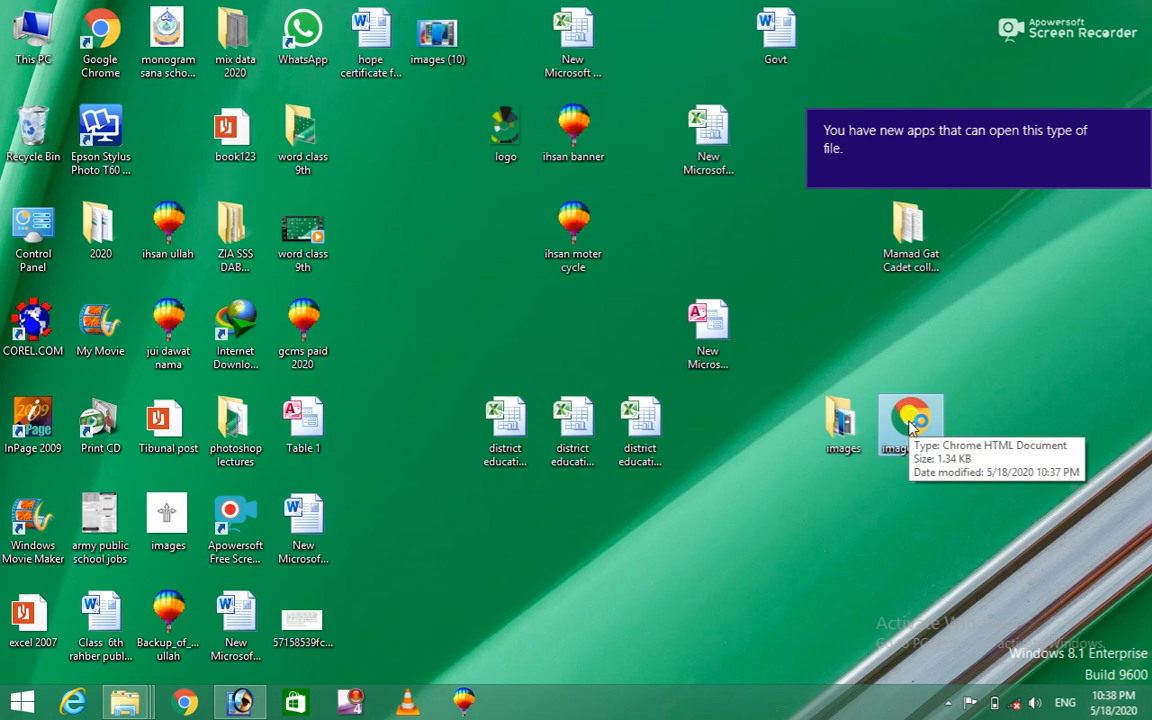 This PC
Google
Chrome
monogram
sana scho...
mix data
2020
WhatsApp
hope
certificate f...
images (10)
New
Microsoft ...
Govt
Apowersoft
Screen Recorder
You have new apps that can open this type of
file.
Recycle Bin
Epson Stylus
Photo T60 ...
book123
word class
9th
logo
ihsan banner
New
Microsof...
Control
Panel
2020
ihsan ullah
ZIA SSS
DAB...
word class
9th
ihsan moter
cycle
Mamad Gat
Cadet coll...
COREL.COM
My Movie
jui dawat
nama
Internet
Downlo...
gcms paid
2020
New
Micros...
InPage 2009
Print CD
Tibunal post
photoshop
lectures
Table 1
district
educati...
district
educati...
district
educati...
images
Type: Chrome HTML Document
Size: 1.34 KB
Date modified: 5/18/2020 10:37 PM
Windows
Movie Maker
army public
school jobs
images
Apowersoft
Free Scre...
New
Microsof...
excel 2007
Class 6th
rahber publ...
Backup_of_...
ullah
New
Microsof...
57158539fc...
Windows 8.1 Enterprise
Build 9600
ENG
10:38 PM
5/18/2020